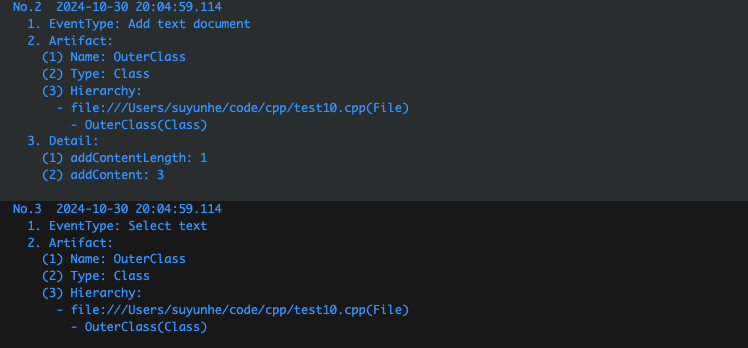 No.2  2024-10-30 20:04:59.114
1. EventType: Add text document
2. Artifact:
(1) Name: OuterClass
(2) Type: Class
(3) Hierarchy:
- file:///Users/suyunhe/code/cpp/test10.cpp(File)
- OuterClass(Class)
3. Detail:
(1) addContentLength: 1
(2) addContent: 3
No.3  2024-10-30 20:04:59.114
1. EventType: Select text
2. Artifact:
(1) Name: OuterClass
(2) Type: Class
(3) Hierarchy:
- file:///Users/suyunhe/code/cpp/test10.cpp(File)
- OuterClass(Class)